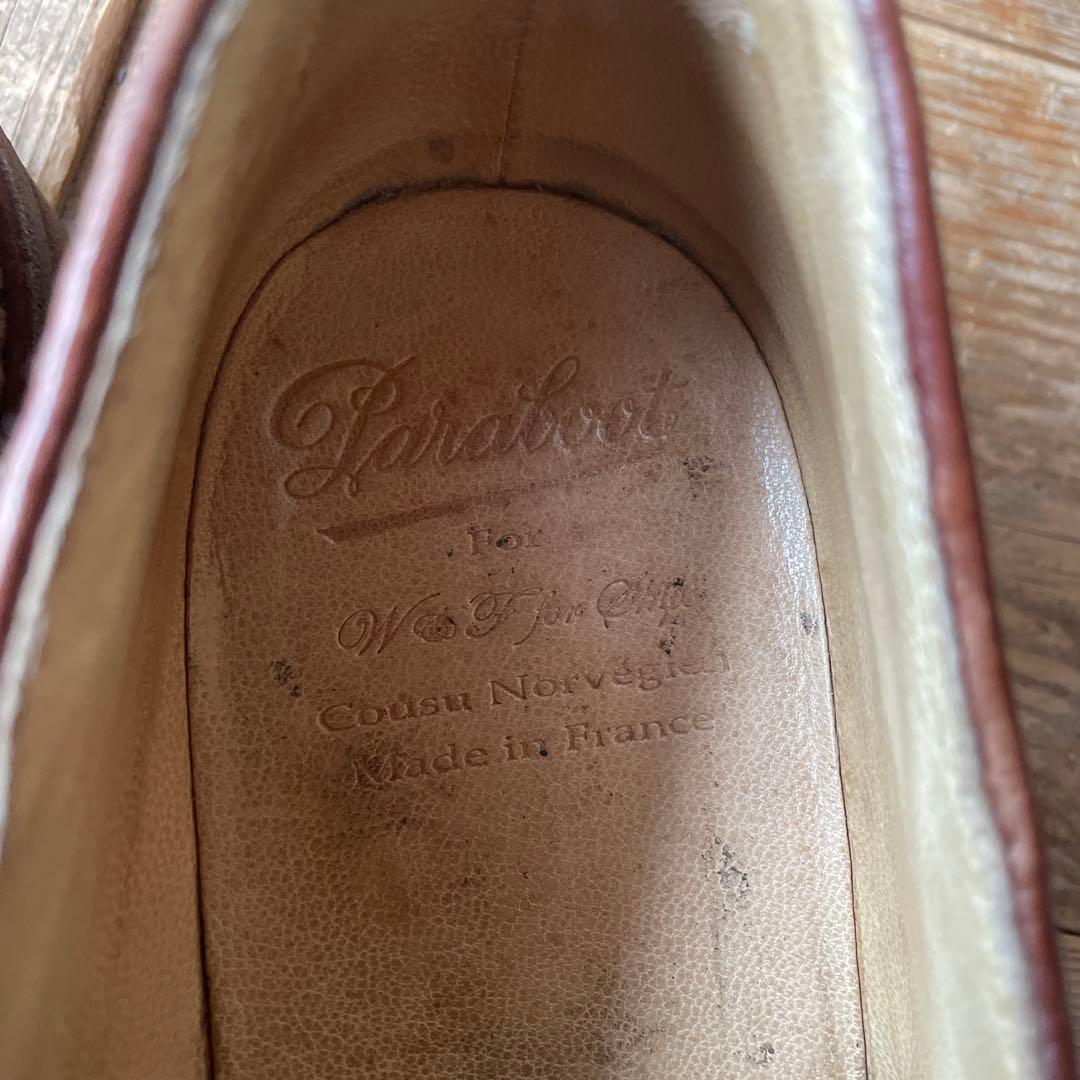 Paraboot
For
W & F for Ships
Cousu Norvégien
Made in France